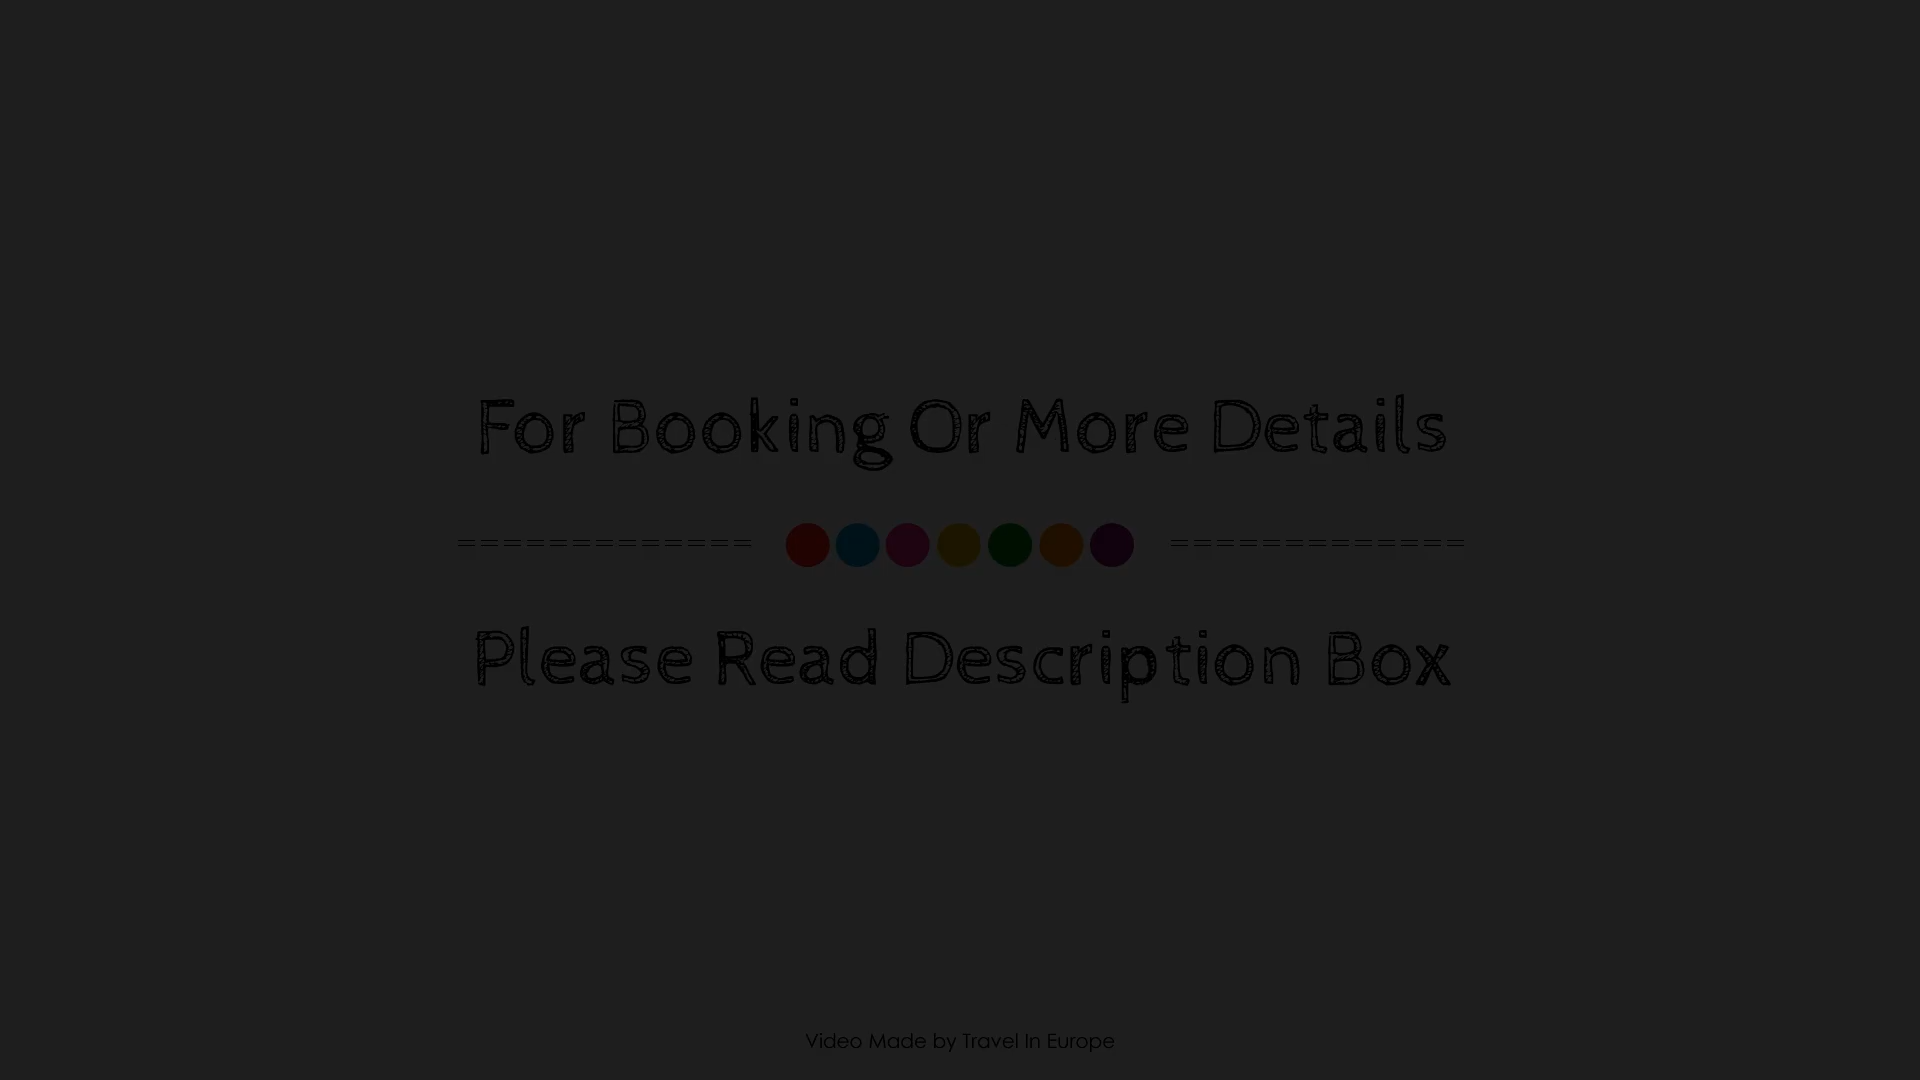 For Booking Or More Details
============= =============
Please Read Description Box
Video Made by Travel In Europe